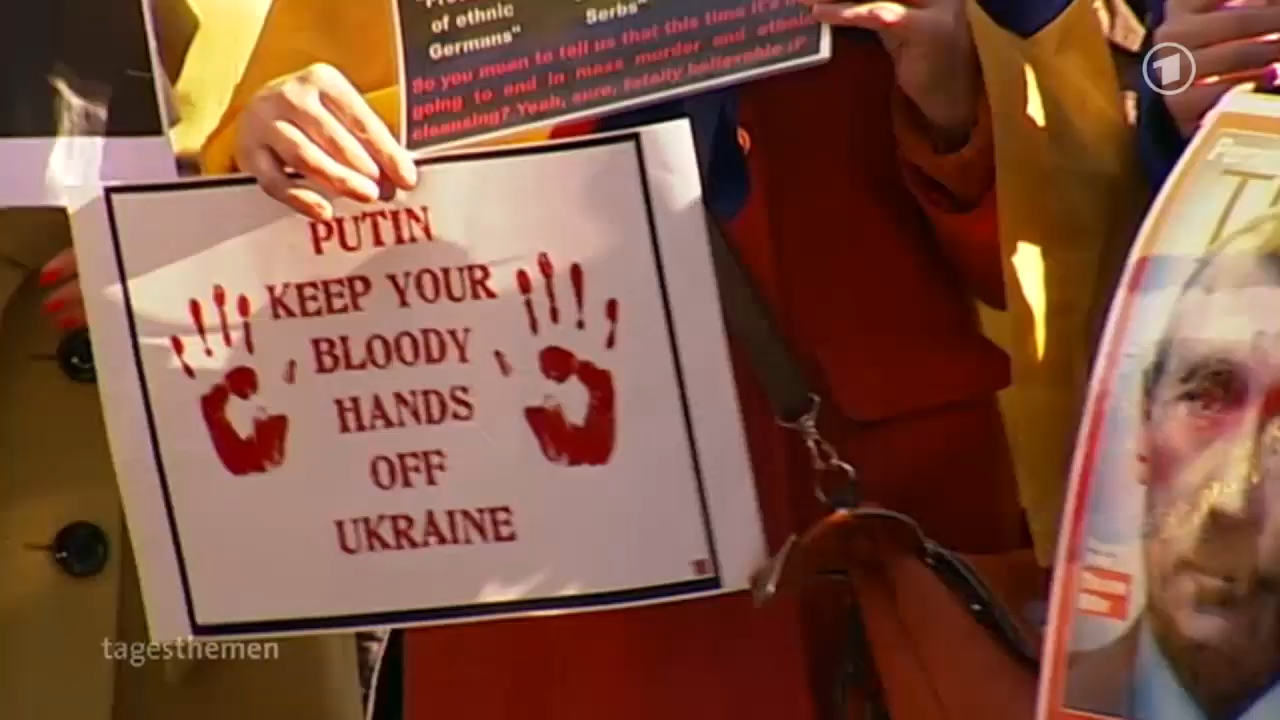 of ethnic
Germans"
Serbs"
So you mean to tell us that this time it's n
going to end in mass murder and ethnic
cleansing? Yeah, sure, totally believable :P
1
PUTIN
KEEP YOUR
BLOODY
HANDS
OFF
UKRAINE
tagesthemen